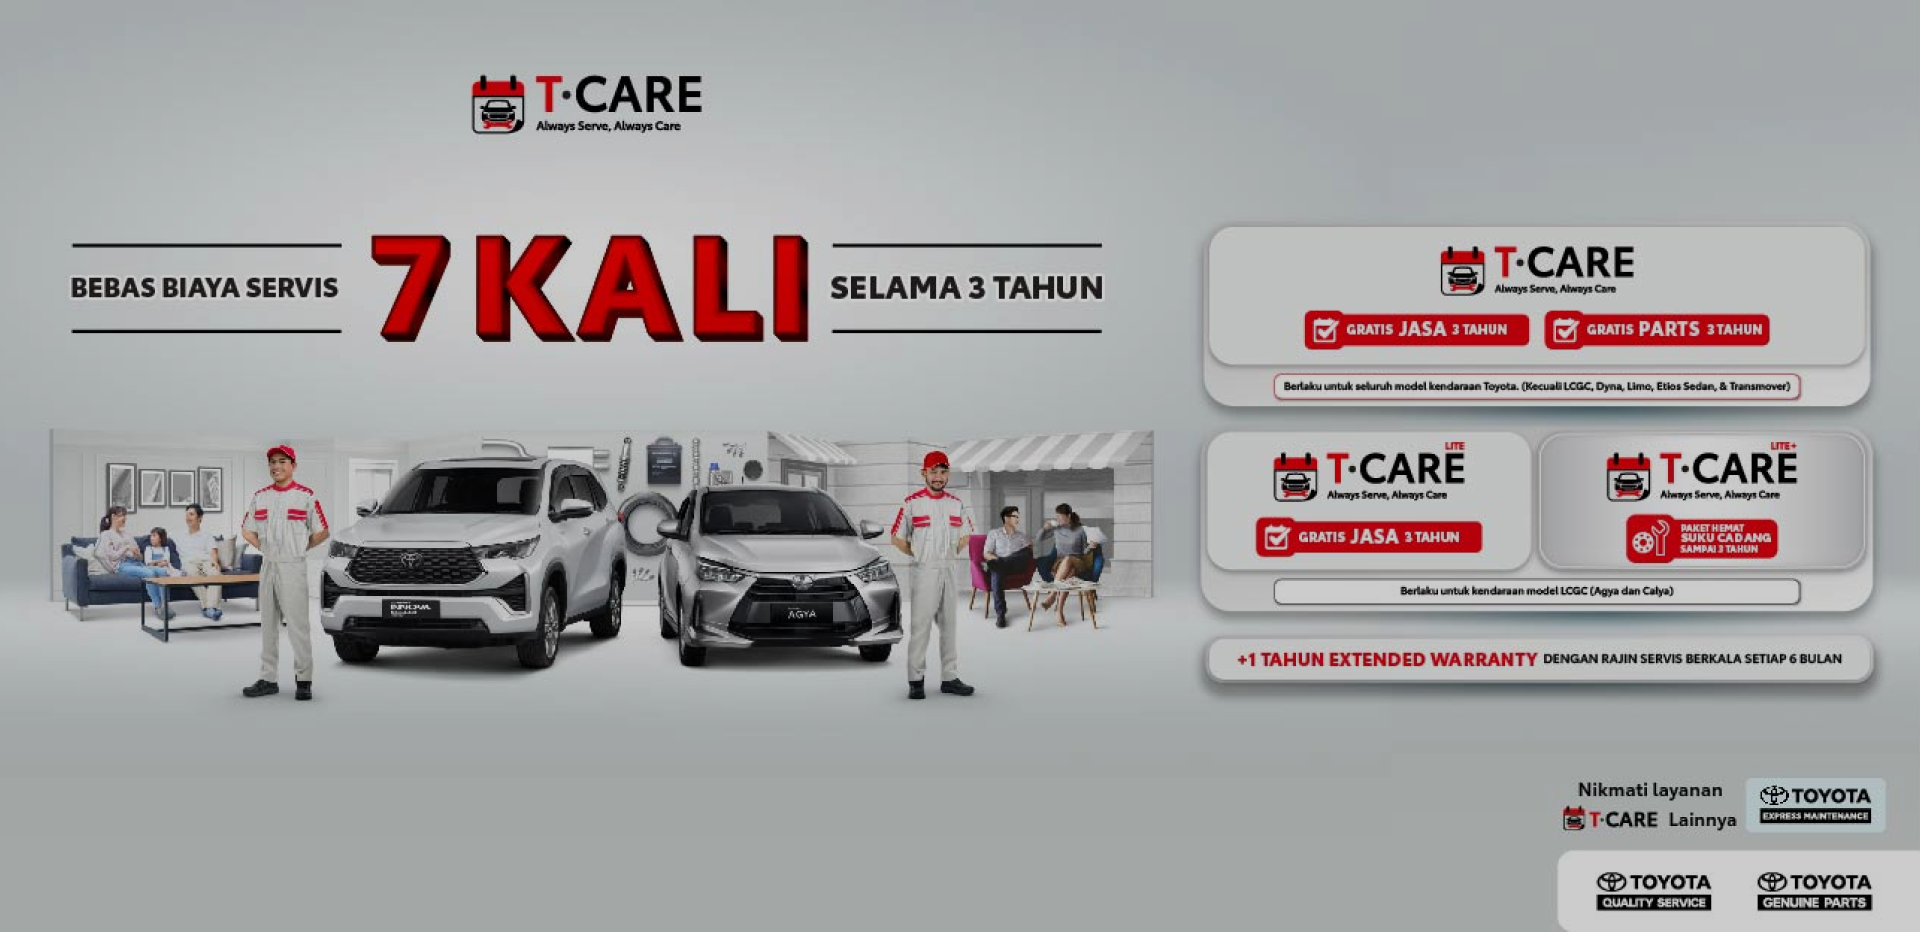 T·CARE
Always Serve, Always Care
BEBAS BIAYA SERVIS 7 KALI SELAMA 3 TAHUN
INNOVA
AGYA
T·CARE
Always Serve, Always Care
GRATIS JASA 3 TAHUN
GRATIS PARTS 3 TAHUN
Berlaku untuk seluruh model kendaraan Toyota. (Kecuali LCGC, Dyna, Limo, Etios Sedan, & Transmover)
LITE
T·CARE
Always Serve, Always Care
GRATIS JASA 3 TAHUN
LITE+
T·CARE
Always Serve, Always Care
PAKET HEMAT
SUKU CADANG
SAMPAI 3 TAHUN
Berlaku untuk kendaraan model LCGC (Agya dan Calya)
+1 TAHUN EXTENDED WARRANTY DENGAN RAJIN SERVIS BERKALA SETIAP 6 BULAN
Nikmati layanan
T·CARE Lainnya
TOYOTA
EXPRESS MAINTENANCE
TOYOTA
QUALITY SERVICE
TOYOTA
GENUINE PARTS